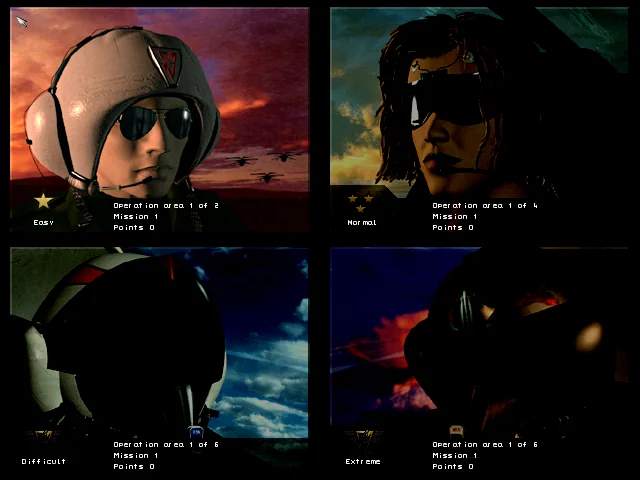 Operation area 1 of 2
Mission 1
Easy
Points 0
Operation area 1 of 4
Mission 1
Normal
Points 0
Operation area 1 of 6
Mission 1
Difficult
Points 0
Operation area 1 of 6
Mission 1
Extreme
Points 0